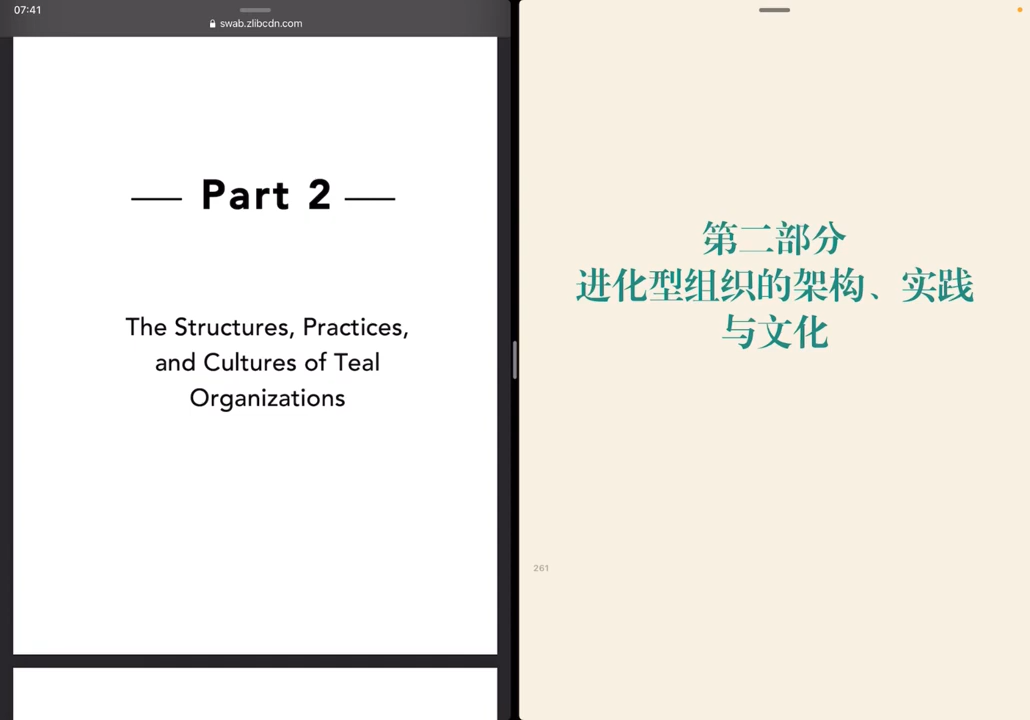 07:41
swab.zlibcdn.com
Part 2
The Structures, Practices,
and Cultures of Teal
Organizations
第二部分
进化型组织的架构、实践
与文化
261